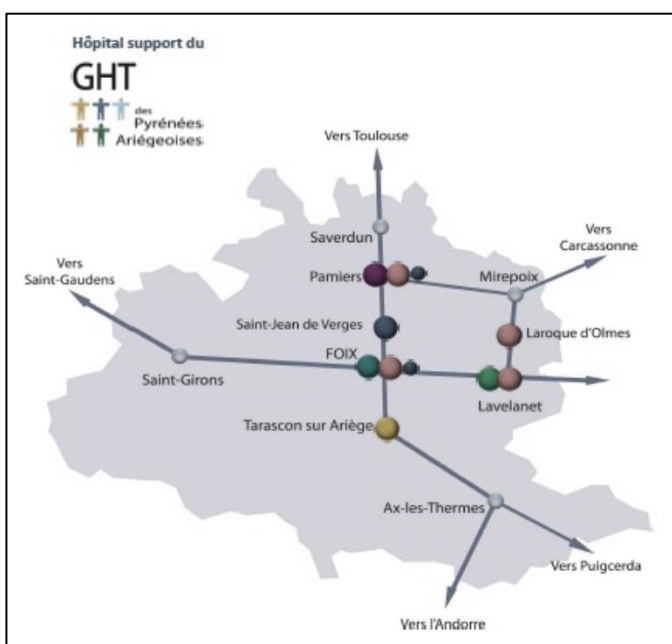 Hôpital support du
GHT
des
Pyrénées
Ariégeoises
Vers Toulouse
Saverdun
Vers
Carcassonne
Vers
Saint-Gaudens
Pamiers
Mirepoix
Saint-Jean de Verges
Laroque d'Olmes
FOIX
Saint-Girons
Lavelanet
Tarascon sur Ariège
Ax-les-Thermes
Vers Puigcerda
Vers l'Andorre